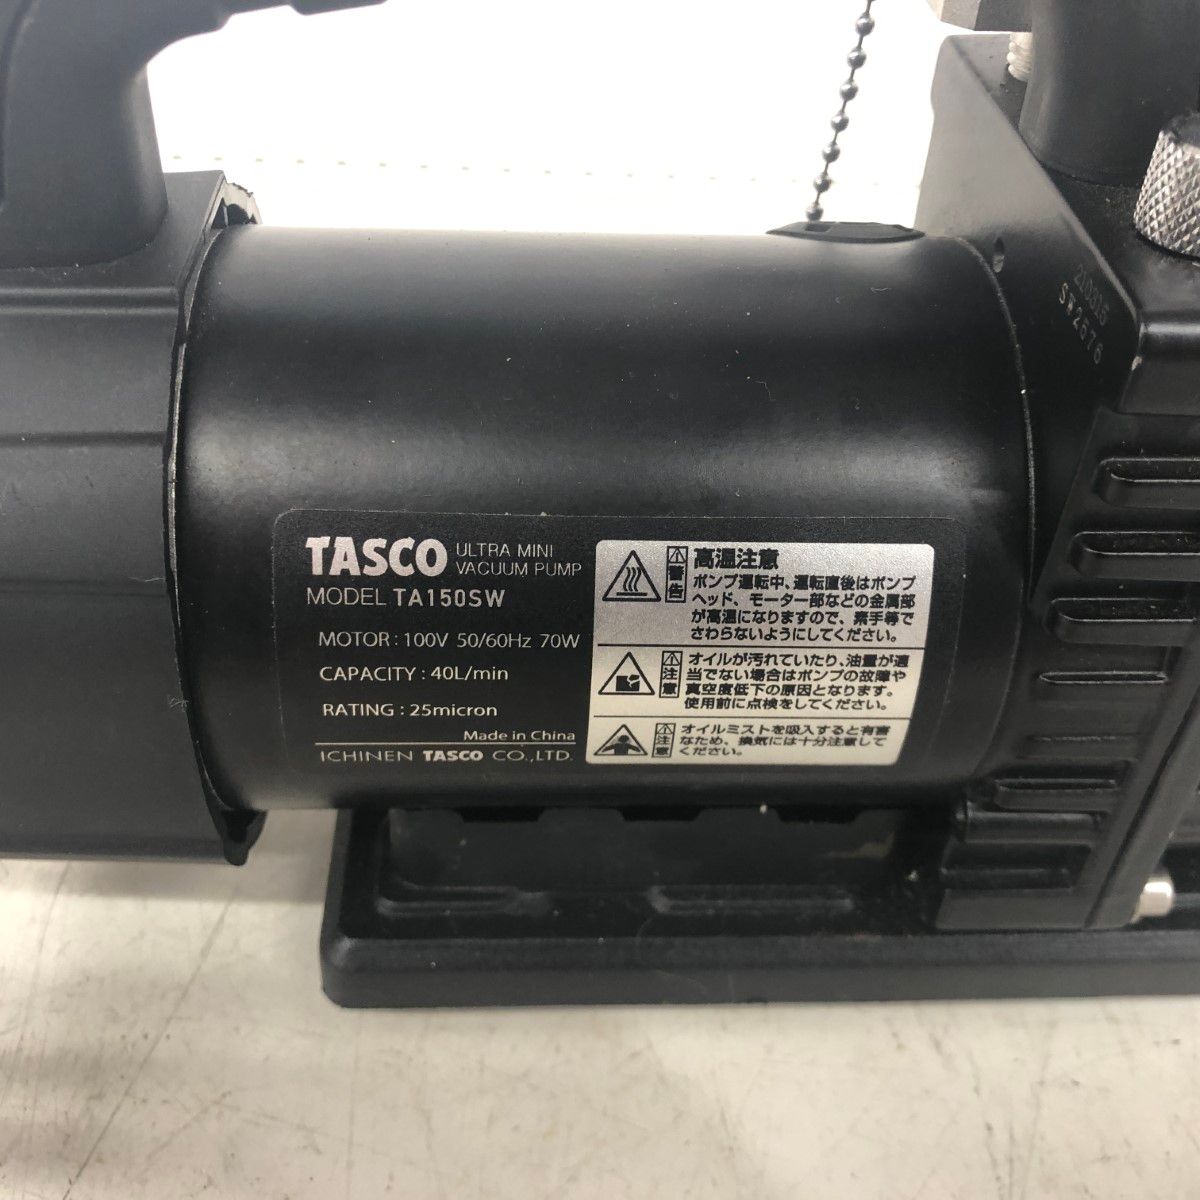 TASCO
ULTRA MINI
VACUUM PUMP
MODEL TA150SW
MOTOR : 100V 50/60Hz 70W
CAPACITY : 40L/min
RATING : 25micron
Made in China
ICHINEN TASCO CO.,LTD.
警告
高温注意
ポンプ運転中、運転直後はポンプ
ヘッド、モーター部などの金属部
が高温になりますので、素手等で
さわらないようにしてください。
注意
オイルが汚れていたり、油量が適
当でない場合はポンプの故障や
真空度低下の原因となります。
使用前に点検をしてください。
注意
オイルミストを吸入すると有害
なため、換気には十分注意して
ください。
SW2676